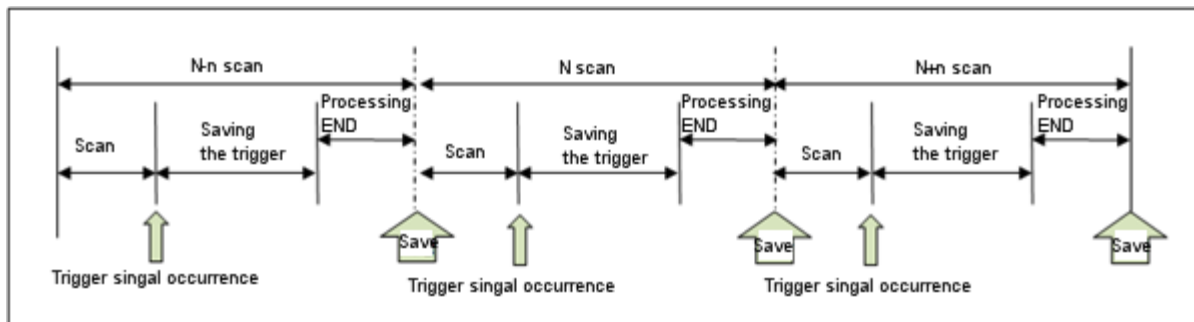 N-n scan
N scan
N+n scan
Processing
END
Processing
END
Processing
END
Scan
Saving
the trigger
Scan
Saving
the trigger
Scan
Saving
the trigger
Save
Save
Save
Trigger singal occurrence
Trigger singal occurrence
Trigger singal occurrence